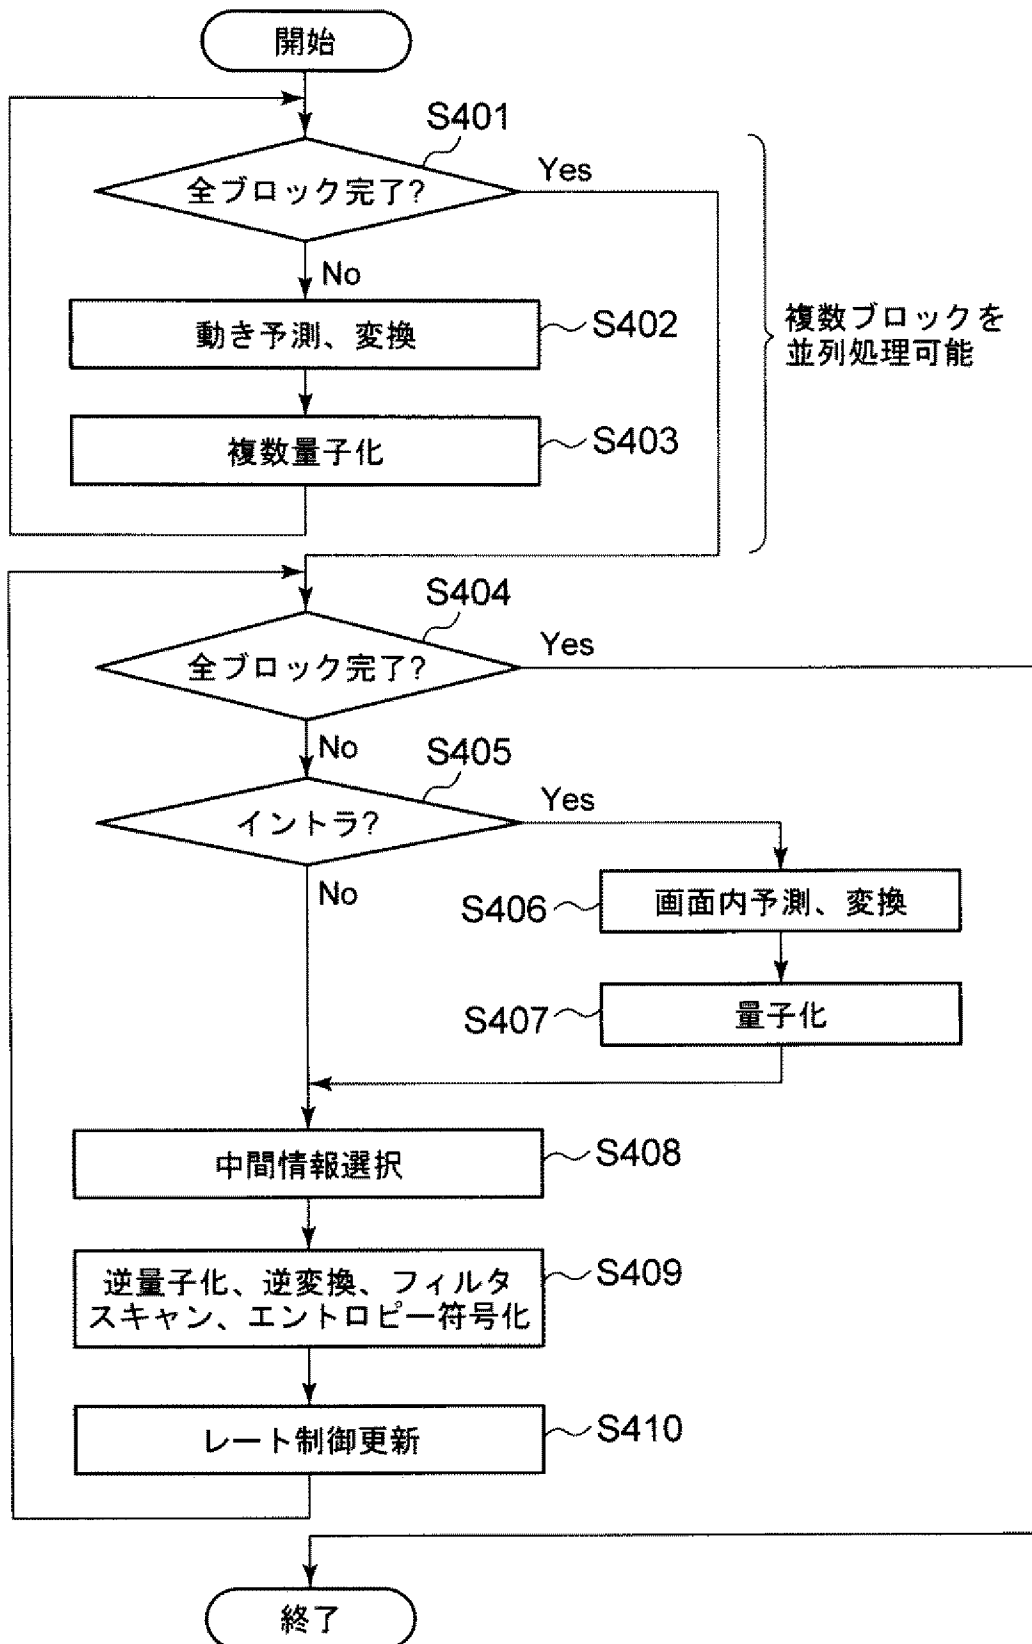 開始
S401
全ブロック完了?
Yes
No
動き予測、変換
S402
複数量子化
S403
複数ブロックを
並列処理可能
S404
全ブロック完了?
Yes
No
S405
イントラ?
Yes
No
S406
画面内予測、変換
S407
量子化
中間情報選択
S408
逆量子化、逆変換、フィルタ
スキャン、エントロピー符号化
S409
レート制御更新
S410
終了